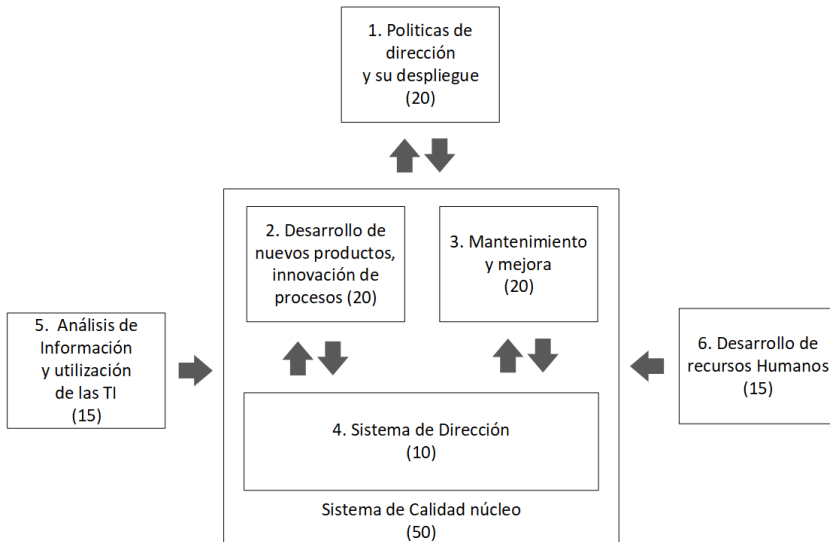 1. Politicas de
dirección
y su despliegue
(20)
2. Desarrollo de
nuevos productos,
innovación de
procesos (20)
3. Mantenimiento
y mejora
(20)
5. Análisis de
Información
y utilización
de las TI
(15)
6. Desarrollo de
recursos Humanos
(15)
4. Sistema de Dirección
(10)
Sistema de Calidad núcleo
(50)